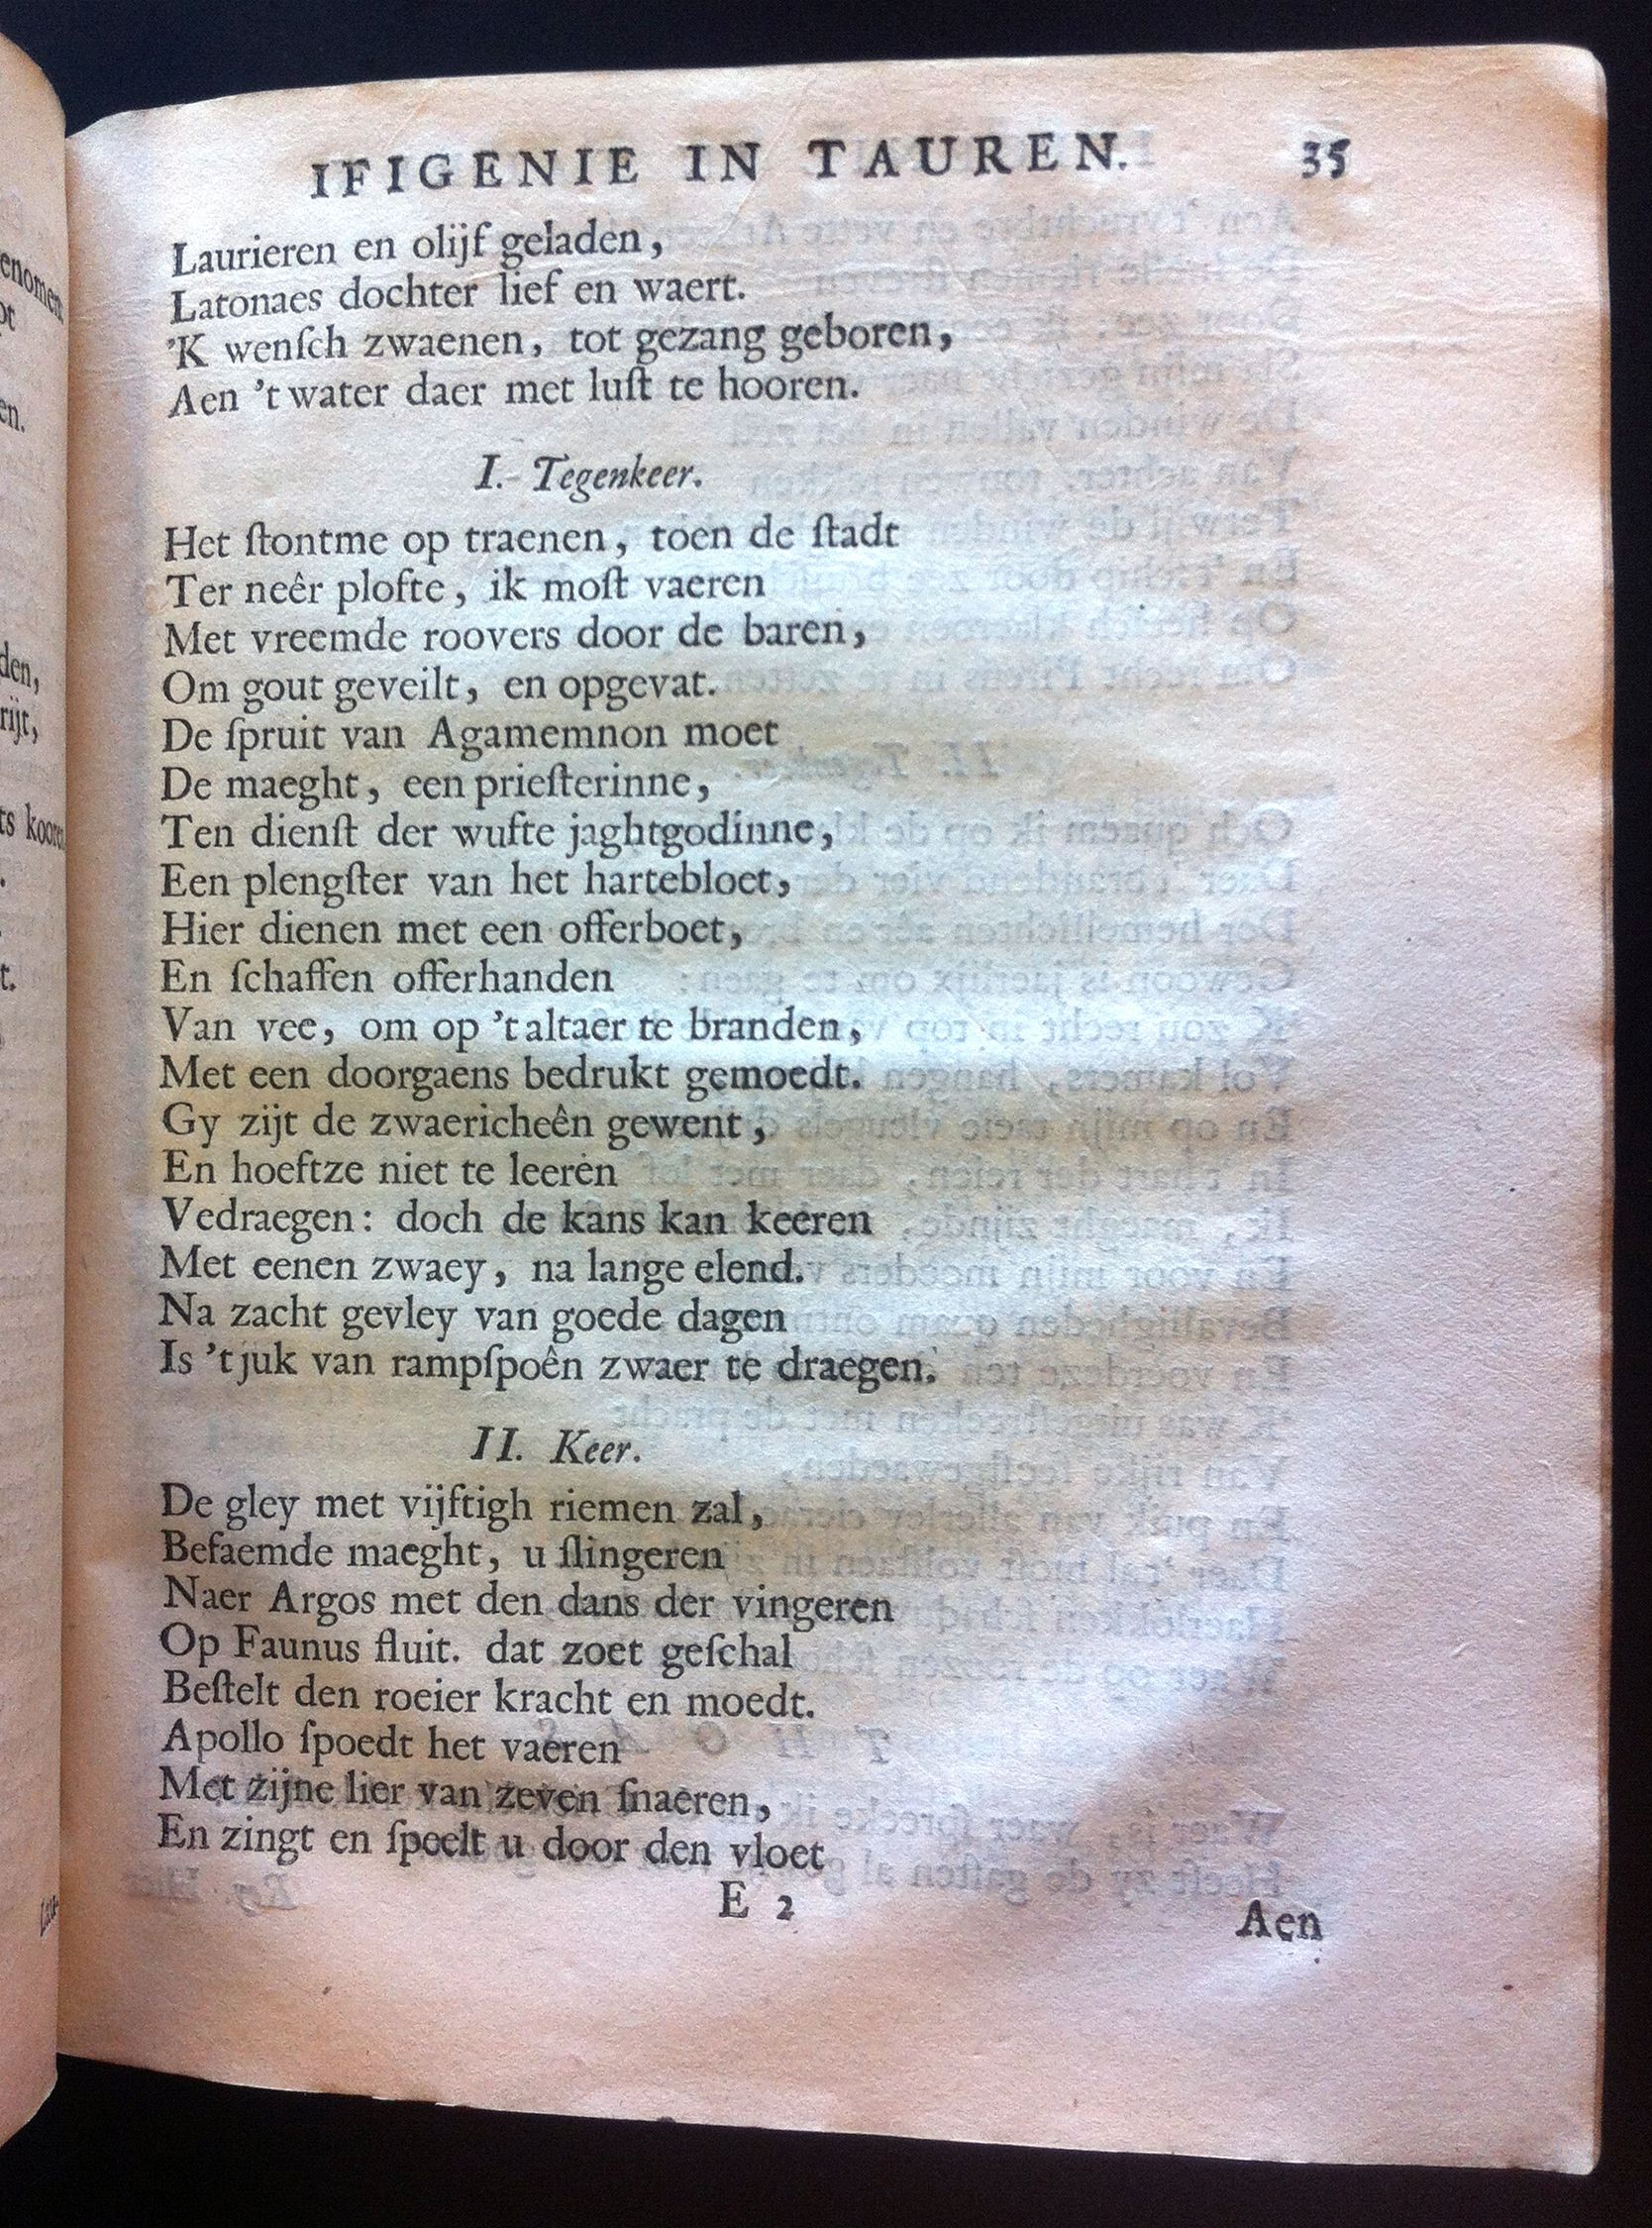 IFIGENIE IN TAUREN. 35
Laurieren en olijf geladen,
Latonaes dochter lief en waert.
'K wenſch zwaenen, tot gezang geboren,
Aen 't water daer met luſt te hooren.
I. Tegenkeer.
Het ſtontme op traenen, toen de ſtadt
Ter neêr plofte, ik moſt vaeren
Met vreemde roovers door de baren,
Om gout geveilt, en opgevat.
De ſpruit van Agamemnon moet
De maeght, een prieſterinne,
Ten dienſt der wufte jaghtgodinne,
Een plengſter van het hartebloet,
Hier dienen met een offerboet,
En ſchaffen offerhanden
Van vee, om op 't altaer te branden,
Met een doorgaens bedrukt gemoedt.
Gy zijt de zwaericheên gewent,
En hoeftze niet te leeren
Vedraegen: doch de kans kan keeren
Met eenen zwaey, na lange elend.
Na zacht gevley van goede dagen
Is 't juk van rampſpoên zwaer te draegen.
II. Keer.
De gley met vijftigh riemen zal,
Befaemde maeght, u ſlingeren
Naer Argos met den dans der vingeren
Op Faunus fluit. dat zoet geſchal
Beſtelt den roeier kracht en moedt.
Apollo ſpoedt het vaeren
Met zijne lier van zeven ſnaeren,
En zingt en ſpeelt u door den vloet
E 2
Aen